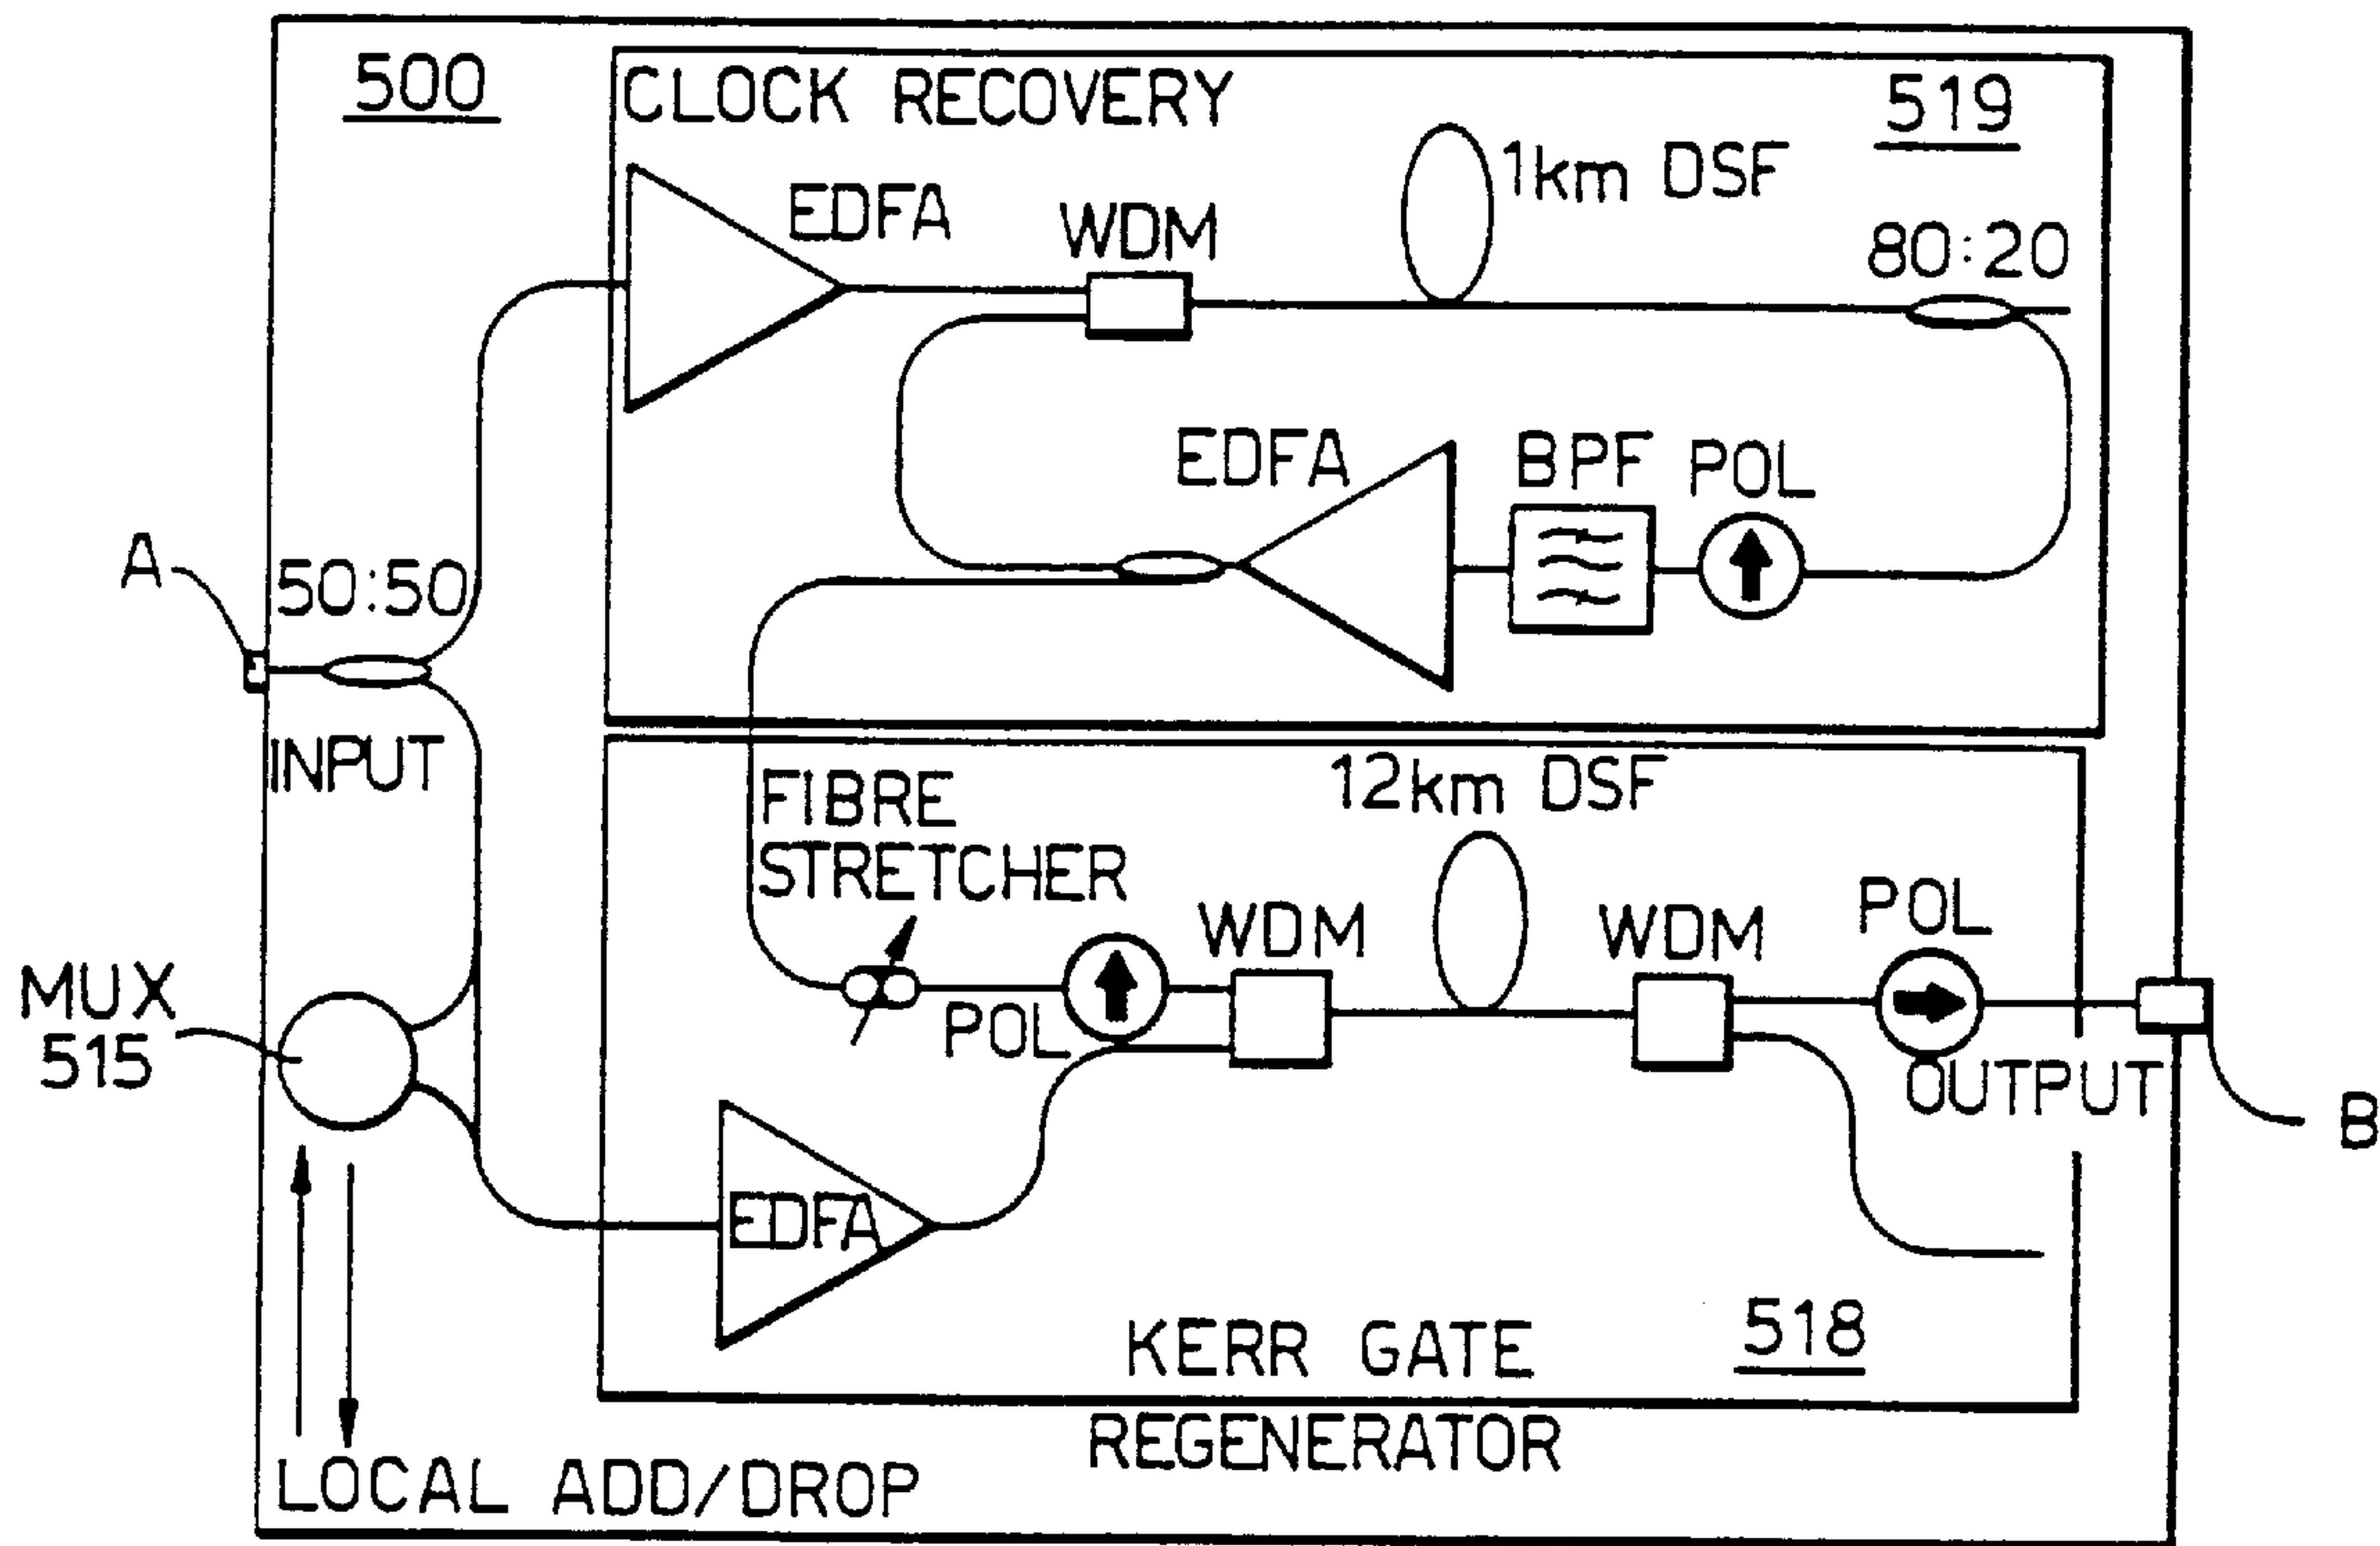 500
CLOCK RECOVERY
519
EDFA
WDM
1km DSF
80:20
EDFA
BPF
POL
A
50:50
INPUT
12km DSF
FIBRE
STRETCHER
WDM
WDM
POL
MUX
515
POL
OUTPUT
B
EDFA
KERR GATE
518
REGENERATOR
LOCAL ADD/DROP